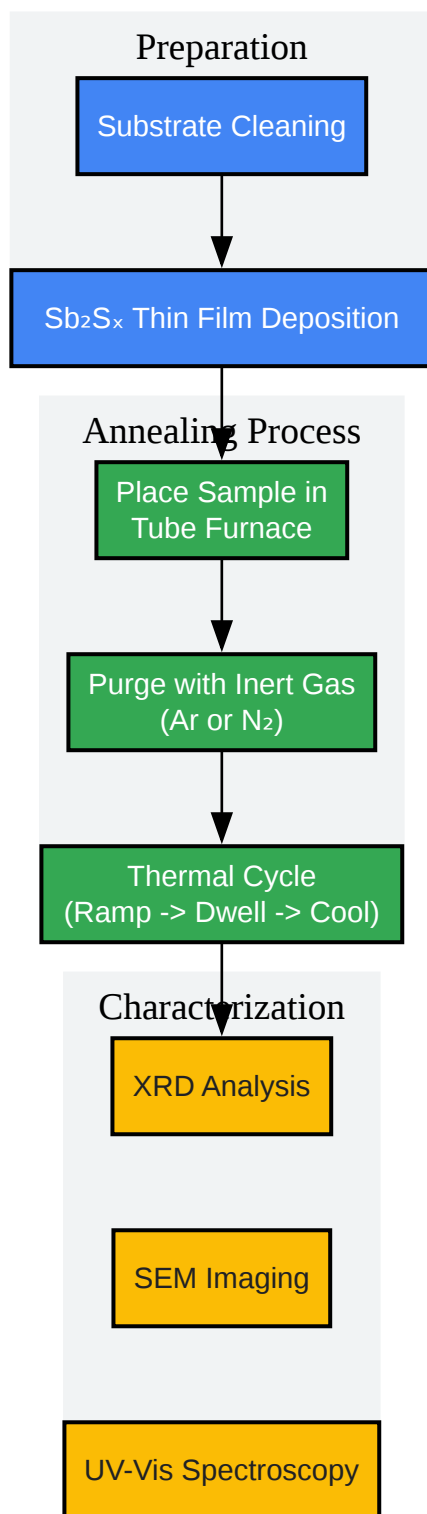 Preparation
Substrate Cleaning
Sb₂Sₓ Thin Film Deposition
Annealing Process
Place Sample in
Tube Furnace
Purge with Inert Gas
(Ar or N₂)
Thermal Cycle
(Ramp -> Dwell -> Cool)
Characterization
XRD Analysis
SEM Imaging
UV-Vis Spectroscopy